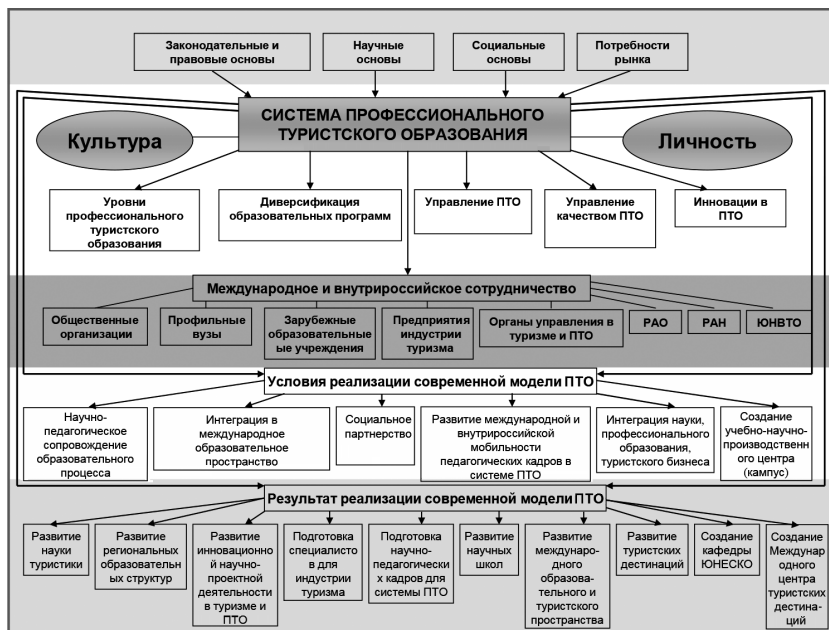 Законодательные и
правовые основы
Научные
основы
Социальные
основы
Потребности
рынка
СИСТЕМА ПРОФЕССИОНАЛЬНОГО
ТУРИСТСКОГО ОБРАЗОВАНИЯ
Культура
Личность
Уровни
профессионального
туристского
образования
Диверсификация
образовательных программ
Управление ПТО
Управление
качеством ПТО
Инновации в
ПТО
Международное и внутрироссийское сотрудничество
Общественные
организации
Профильные
вузы
Зарубежные
образовательн
ые учреждения
Предприятия
индустрии
туризма
Органы управления в
туризме и ПТО
РАО
РАН
ЮНВТО
Условия реализации современной модели ПТО
Научно-
педагогическое
сопровождение
образовательного
процесса
Интеграция в
международное
образовательное
пространство
Социальное
партнерство
Развитие международной и
внутрироссийской
мобильности
педагогических кадров в
системе ПТО
Интеграция науки,
профессионального
образования,
туристского бизнеса
Создание
учебно-научно-
производственн
ого центра
(кампус)
Результат реализации современной модели ПТО
Развитие
науки
туристики
Развитие
региональных
образователь
ных структур
Развитие
инновационно
й научно-
проектной
деятельности
в туризме и
ПТО
Подготовка
специалисто
в для
индустрии
туризма
Подготовка
научно-
педагогически
х кадров для
системы ПТО
Развитие
научных
школ
Развитие
междунаро-
дного
образова-
тельного и
туристского
пространства
Развитие
туристских
дестинаций
Создание
кафедры
ЮНЕСКО
Создание
Междунар
одного
центра
туристских
дестина-
ций